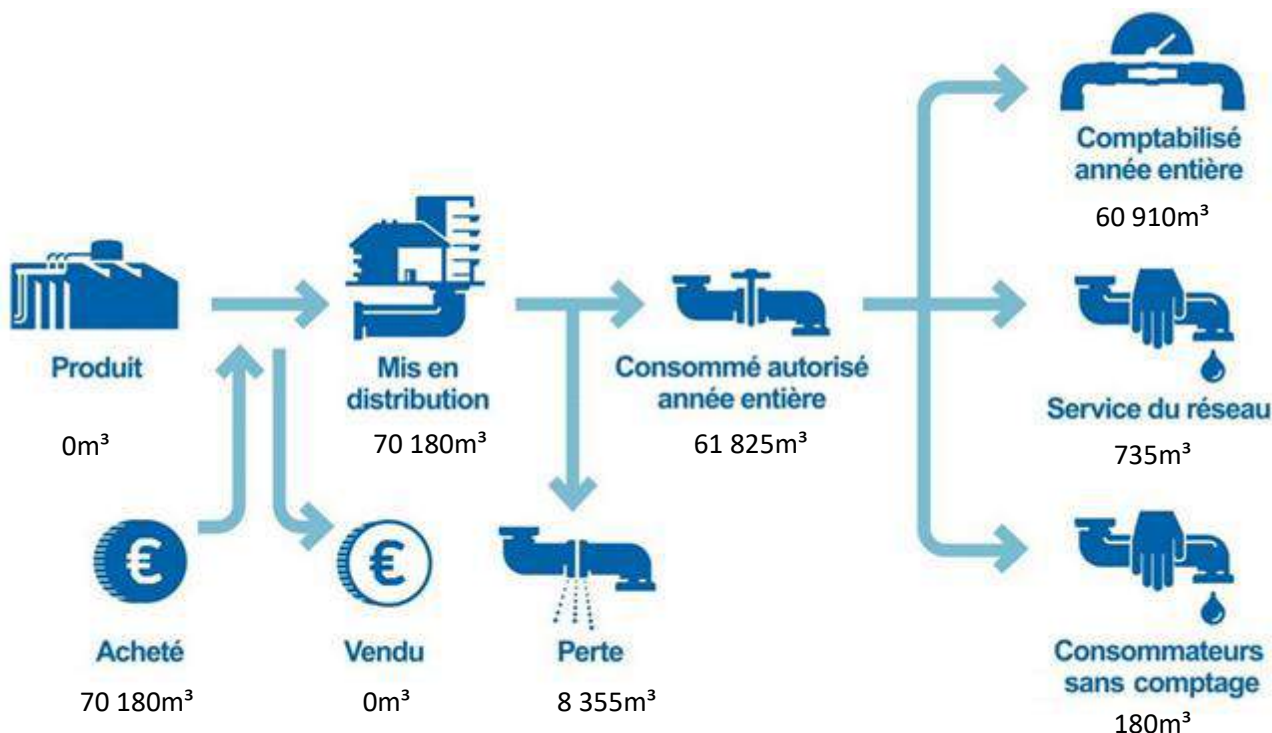 Comptabilisé
année entière
60 910m³
Produit
0m³
Mis en
distribution
70 180m³
Consommé autorisé
année entière
61 825m³
Service du réseau
735m³
€
Acheté
70 180m³
€
Vendu
0m³
Perte
8 355m³
Consommateurs
sans comptage
180m³